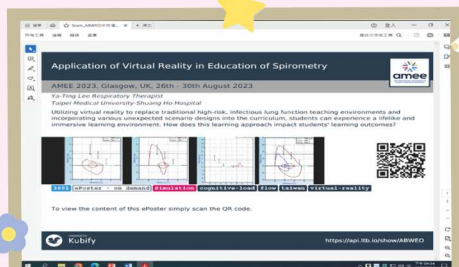 Application of Virtual Reality in Education of Spirometry
amee
AMEE 2023, Glasgow, UK, 26th - 30th August 2023
Ya-Ting Lee Respiratory Therapist
Taipei Medical University-Shuang Ho Hospital
Utilizing virtual reality to replace traditional high-risk, infectious lung function teaching environments and
incorporating various unexpected scenario designs into the curriculum, students can experience a lifelike and
immersive learning environment. How does this learning approach impact students' learning outcomes?
ePoster - on demand simulation cognitive-load flow taiwan virtual-reality
To view the content of this ePoster simply scan the QR code.
Kubify
https://api.ltb.io/show/ABWEO